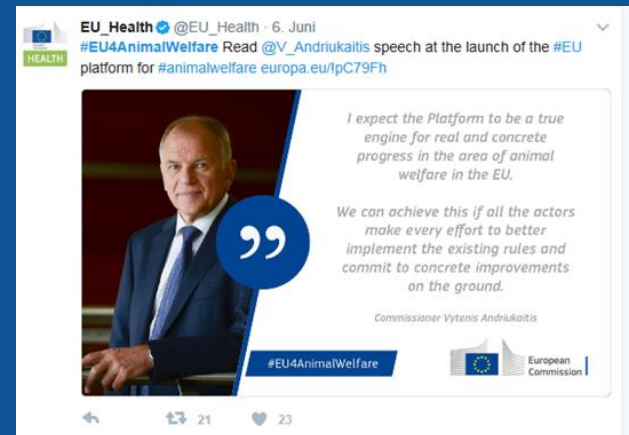 EU_Health @EU_Health · 6. Juni
#EU4AnimalWelfare Read @V_Andriukaitis speech at the launch of the #EU
platform for #animalwelfare europa.eu/!pC79Fh
HEALTH
I expect the Platform to be a true
engine for real and concrete
progress in the area of animal
welfare in the EU.
We can achieve this if all the actors
make every effort to better
implement the existing rules and
commit to concrete improvements
on the ground.
Commissioner Vytenis Andriukaitis
”
#EU4AnimalWelfare
European
Commission
21
23